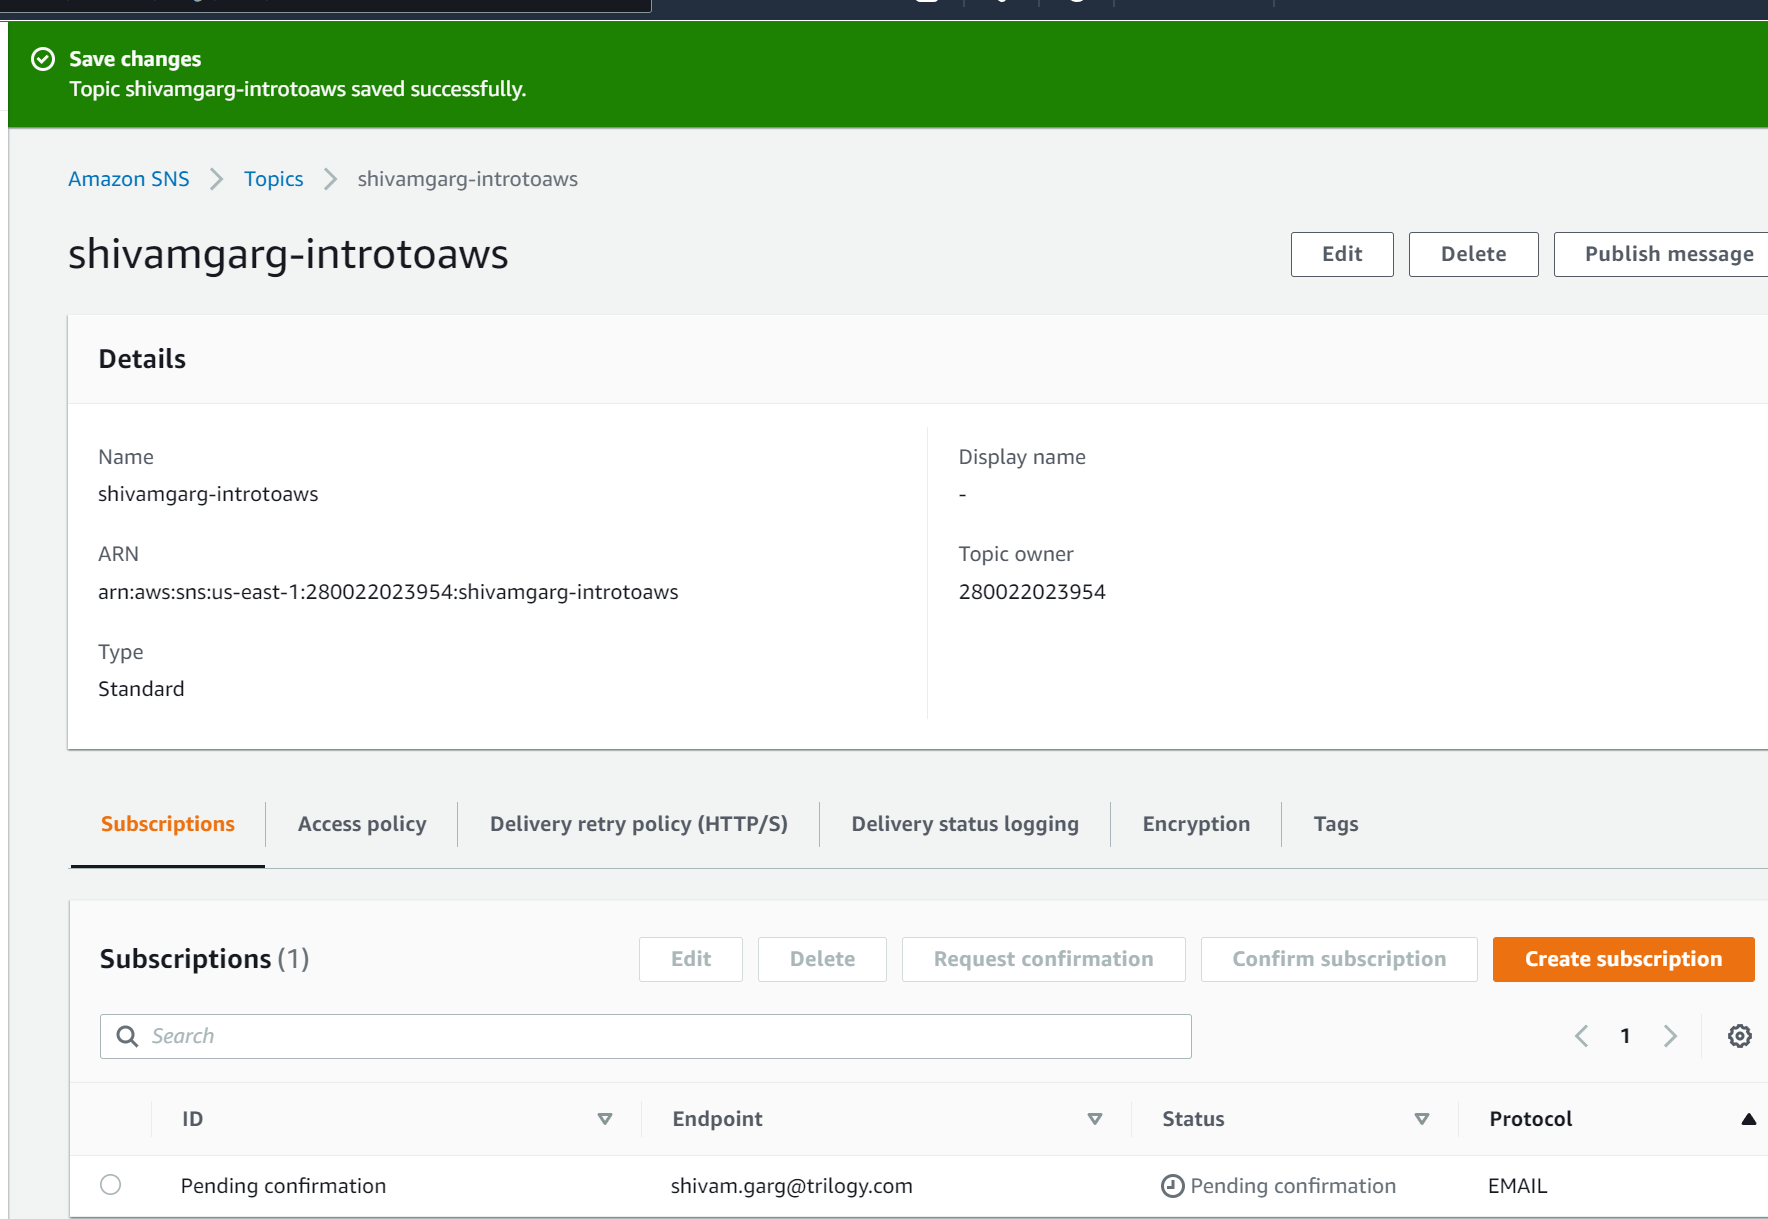 Save changes
Topic shivamgarg-introtoaws saved successfully.
Amazon SNS Topics shivamgarg-introtoaws
shivamgarg-introtoaws
Edit Delete Publish message
Details
Name
shivamgarg-introtoaws
ARN
arn:aws:sns:us-east-1:280022023954:shivamgarg-introtoaws
Type
Standard
Display name
-
Topic owner
280022023954
Subscriptions Access policy Delivery retry policy (HTTP/S) Delivery status logging Encryption Tags
Subscriptions (1) Edit Delete Request confirmation Confirm subscription Create subscription
Search 1
ID Endpoint Status Protocol
Pending confirmation shivam.garg@trilogy.com Pending confirmation EMAIL